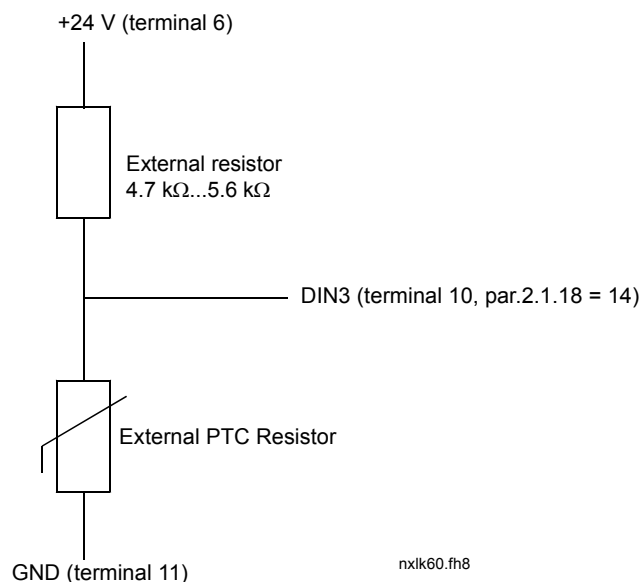 +24 V (terminal 6)
External resistor
4.7 kΩ...5.6 kΩ
DIN3 (terminal 10, par.2.1.18 = 14)
External PTC Resistor
GND (terminal 11)
nxlk60.fh8